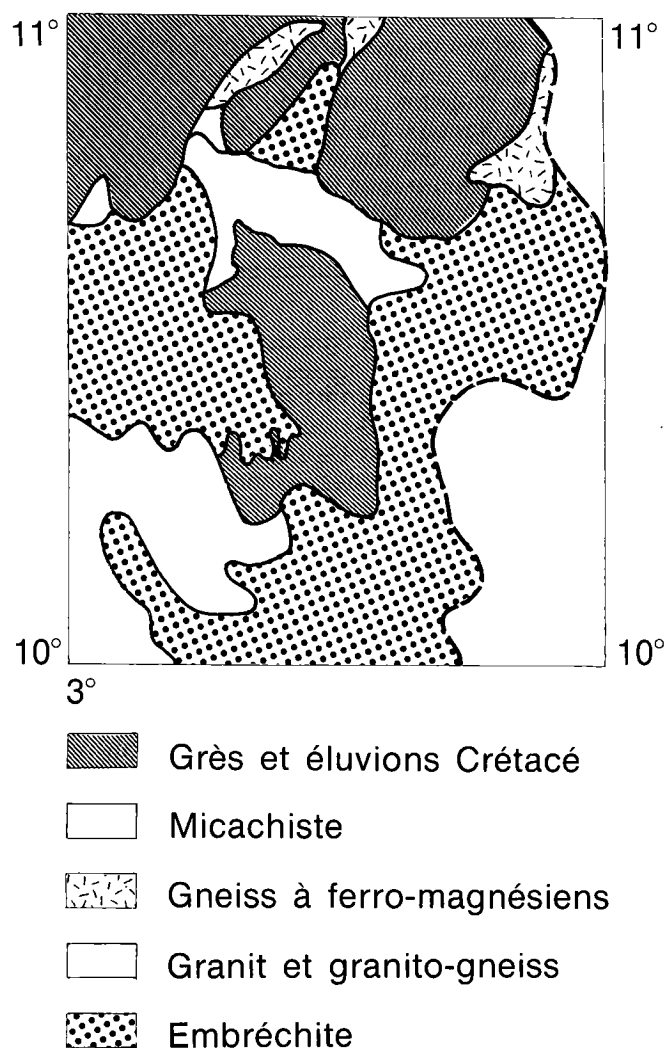 11° 11°
10° 10°
3°
Grès et éluvions Crétacé
Micachiste
Gneiss à ferro-magnésiens
Granit et granito-gneiss
Embréchite